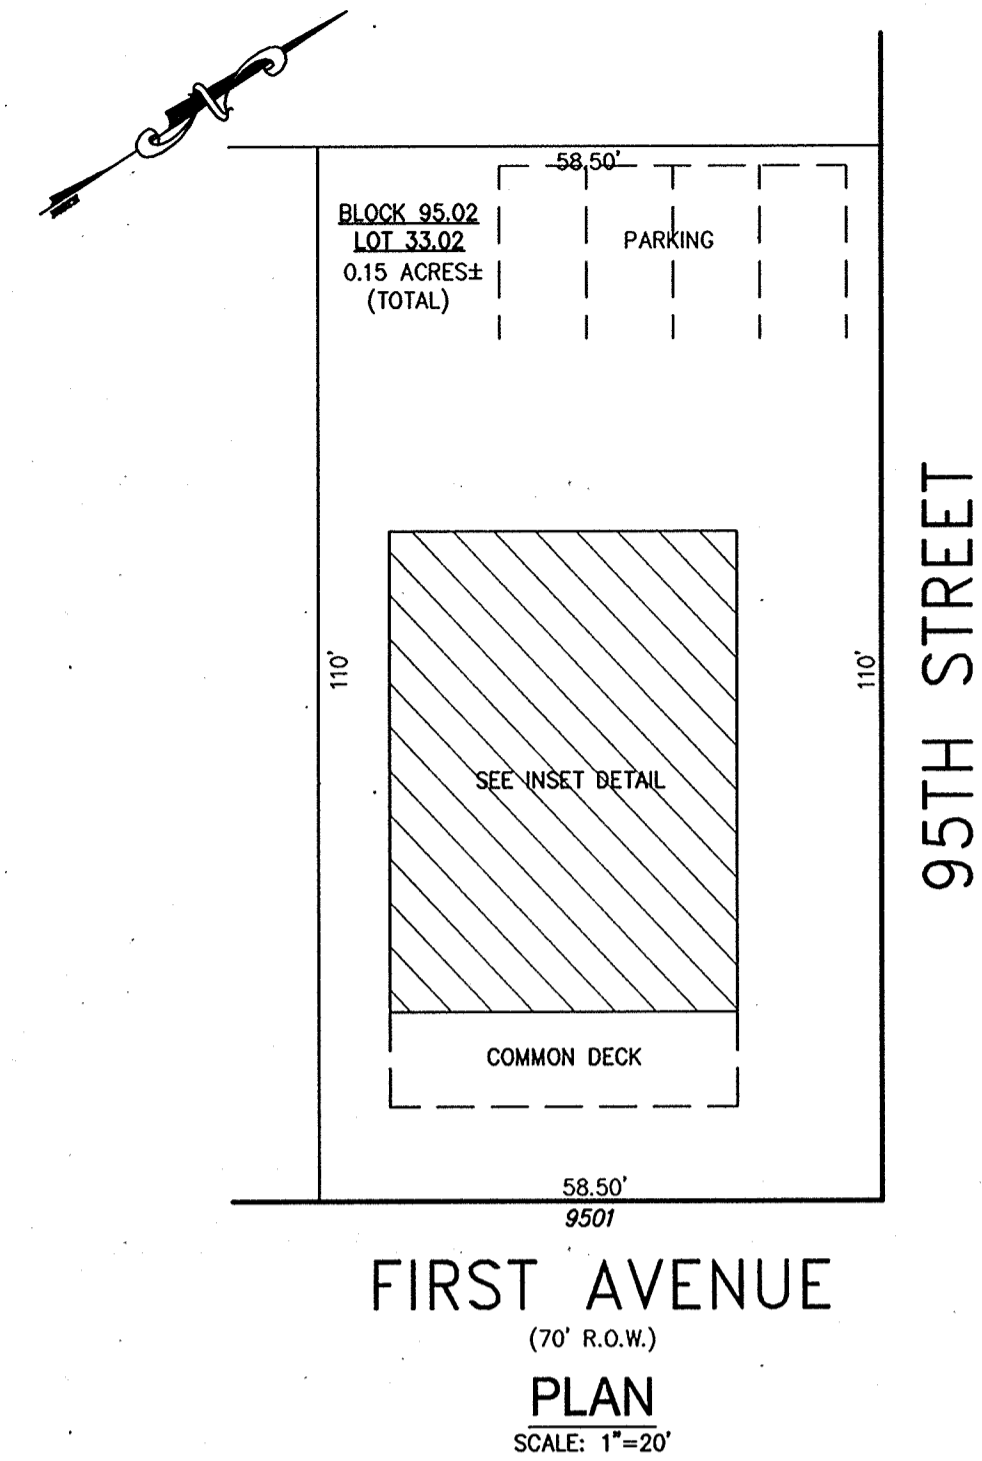 58.50'
BLOCK 95.02
LOT 33.02
0.15 ACRES±
(TOTAL)
PARKING
110'
110'
95TH STREET
SEE INSET DETAIL
COMMON DECK
58.50'
9501
FIRST AVENUE
(70' R.O.W.)
PLAN
SCALE: 1"=20'